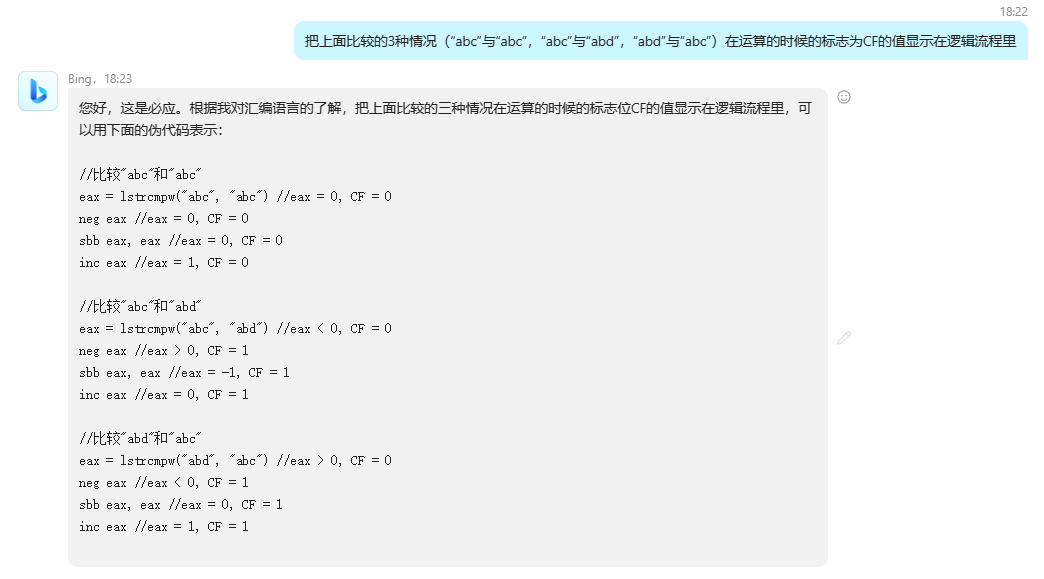 18:22
把上面比较的3种情况（“abc”与“abc”，“abc”与“abd”，“abd”与“abc”）在运算的时候的标志为CF的值显示在逻辑流程里
Bing，18:23
您好，这是必应。根据我对汇编语言的了解，把上面比较的三种情况在运算的时候的标志位CF的值显示在逻辑流程里，可
以用下面的伪代码表示：
//比较"abc"和"abc"
eax = lstrcmpw("abc", "abc") //eax = 0, CF = 0
neg eax //eax = 0, CF = 0
sbb eax, eax //eax = 0, CF = 0
inc eax //eax = 1, CF = 0
//比较"abc"和"abd"
eax = lstrcmpw("abc", "abd") //eax < 0, CF = 0
neg eax //eax > 0, CF = 1
sbb eax, eax //eax = -1, CF = 1
inc eax //eax = 0, CF = 1
//比较"abd"和"abc"
eax = lstrcmpw("abd", "abc") //eax > 0, CF = 0
neg eax //eax < 0, CF = 1
sbb eax, eax //eax = 0, CF = 1
inc eax //eax = 1, CF = 1